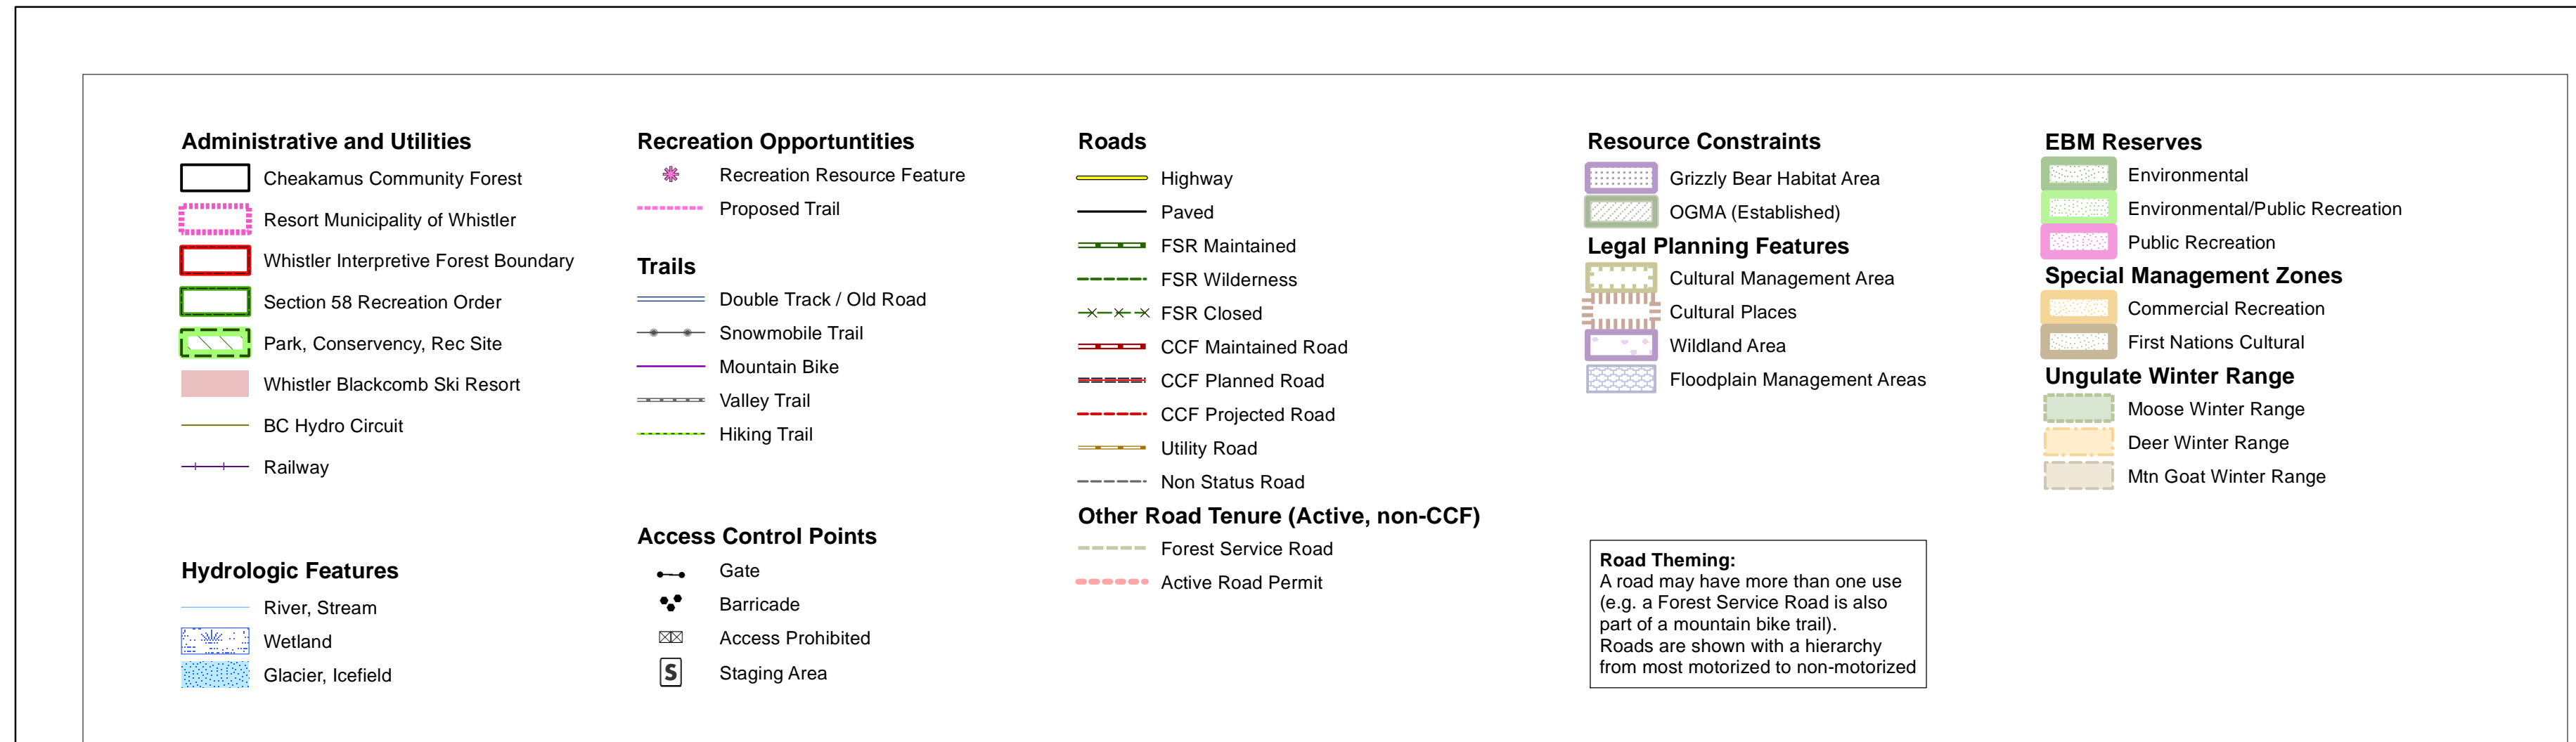 Administrative and Utilities
Cheakamus Community Forest
Resort Municipality of Whistler
Whistler Interpretive Forest Boundary
Section 58 Recreation Order
Park, Conservency, Rec Site
Whistler Blackcomb Ski Resort
BC Hydro Circuit
Railway
Hydrologic Features
River, Stream
Wetland
Glacier, Icefield
Recreation Opportuntities
Recreation Resource Feature
Proposed Trail
Trails
Double Track / Old Road
Snowmobile Trail
Mountain Bike
Valley Trail
Hiking Trail
Access Control Points
Gate
Barricade
Access Prohibited
S Staging Area
Roads
Highway
Paved
FSR Maintained
FSR Wilderness
FSR Closed
CCF Maintained Road
CCF Planned Road
CCF Projected Road
Utility Road
Non Status Road
Other Road Tenure (Active, non-CCF)
Forest Service Road
Active Road Permit
Resource Constraints
Grizzly Bear Habitat Area
OGMA (Established)
Legal Planning Features
Cultural Management Area
Cultural Places
Wildland Area
Floodplain Management Areas
Road Theming:
A road may have more than one use
(e.g. a Forest Service Road is also
part of a mountain bike trail).
Roads are shown with a hierarchy
from most motorized to non-motorized
EBM Reserves
Environmental
Environmental/Public Recreation
Public Recreation
Special Management Zones
Commercial Recreation
First Nations Cultural
Ungulate Winter Range
Moose Winter Range
Deer Winter Range
Mtn Goat Winter Range